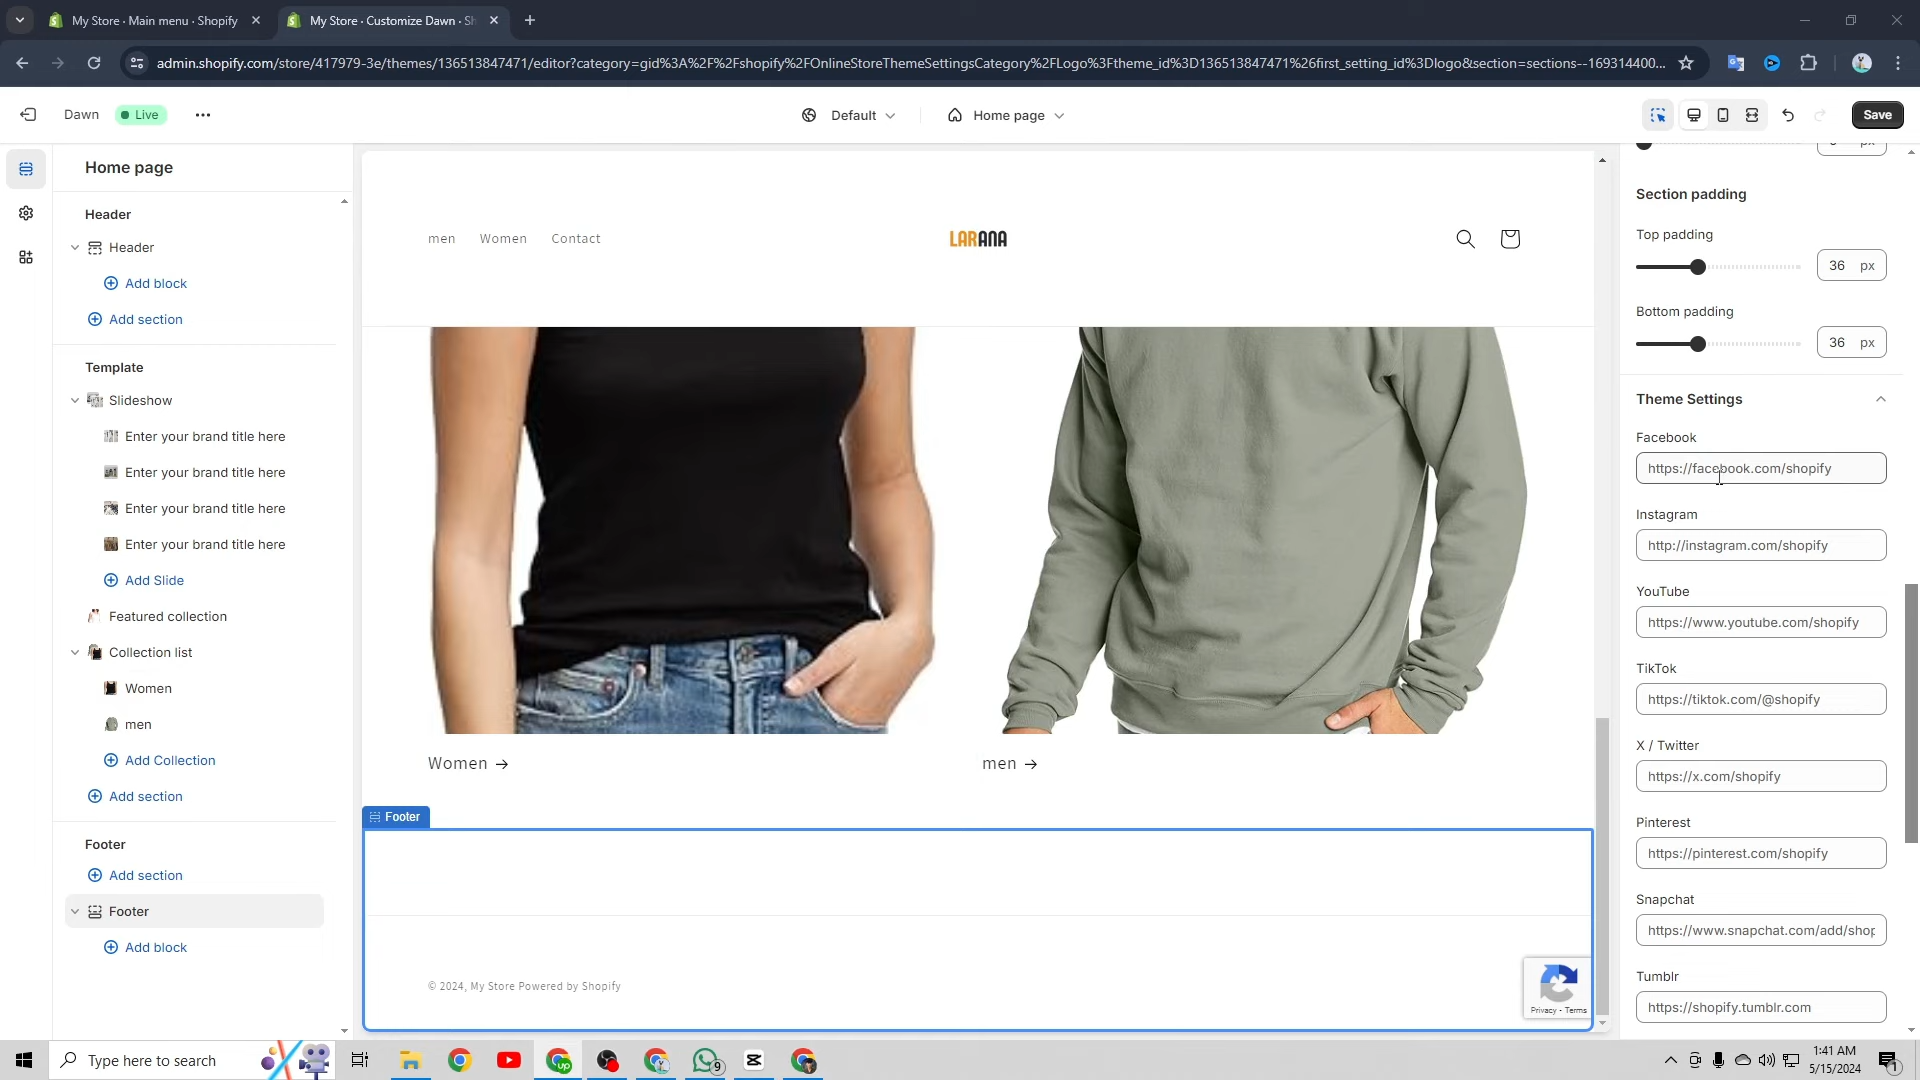 My Store · Main menu · Shopify
My Store · Customize Dawn · Sh
admin.shopify.com/store/417979-3e/themes/136513847471/editor?category=gid%3A%2F%2Fshopify%2FOnlineStoreThemeSettingsCategory%2FLogo%3Ftheme_id%3D136513847471%26first_setting_id%3Dlogo&section=sections--169314400...
Dawn
Live
Default
Home page
Save
Home page
Header
Header
Add block
Add section
Template
Slideshow
Enter your brand title here
Enter your brand title here
Enter your brand title here
Enter your brand title here
Add Slide
Featured collection
Collection list
Women
men
Add Collection
Add section
Footer
Add section
Footer
Add block
men
Women
Contact
LARANA
Women →
men →
Footer
© 2024, My Store Powered by Shopify
Privacy - Terms
px
Section padding
Top padding
36 px
Bottom padding
36 px
Theme Settings
Facebook
https://facebook.com/shopify
Instagram
http://instagram.com/shopify
YouTube
https://www.youtube.com/shopify
TikTok
https://tiktok.com/@shopify
X / Twitter
https://x.com/shopify
Pinterest
https://pinterest.com/shopify
Snapchat
https://www.snapchat.com/add/shop
Tumblr
https://shopify.tumblr.com
Type here to search
up
9
1:41 AM
5/15/2024
1